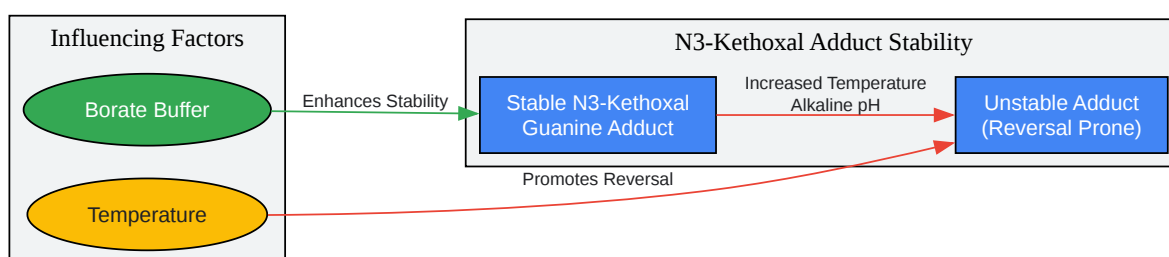 Influencing Factors
Borate Buffer
Temperature
Enhances Stability
Promotes Reversal
N3-Kethoxal Adduct Stability
Stable N3-Kethoxal
Guanine Adduct
Increased Temperature
Alkaline pH
Unstable Adduct
(Reversal Prone)